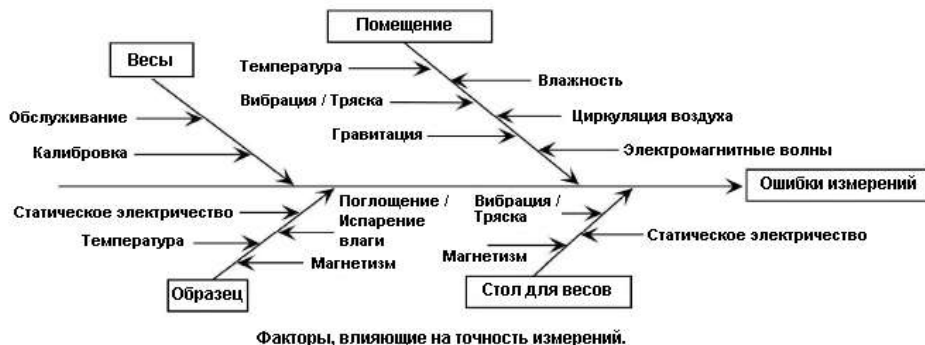 Помещение
Весы
Температура
Влажность
Вибрация / Тряска
Циркуляция воздуха
Обслуживание
Гравитация
Калибровка
Электромагнитные волны
Ошибки измерений
Статическое электричество
Поглощение /
Испарение
влаги
Вибрация /
Тряска
Температура
Статическое электричество
Магнетизм
Магнетизм
Образец
Стол для весов
Факторы, влияющие на точность измерений.